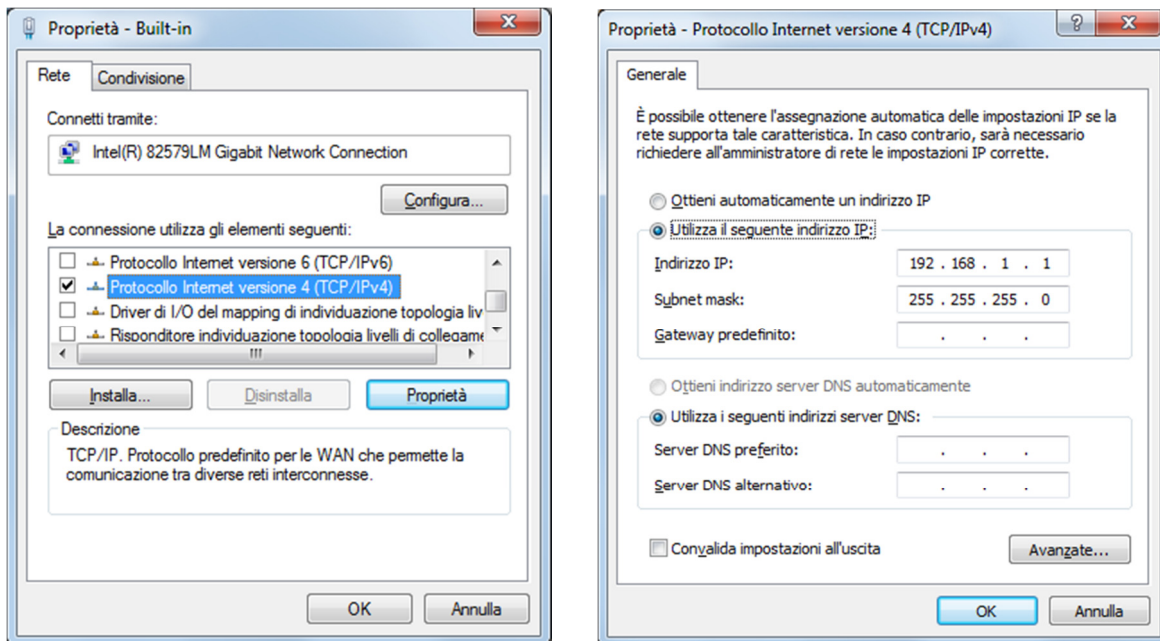 Proprietà - Built-in
Rete
Condivisione
Connetti tramite:
Intel(R) 82579LM Gigabit Network Connection
Configura...
La connessione utilizza gli elementi seguenti:
Protocollo Internet versione 6 (TCP/IPv6)
Protocollo Internet versione 4 (TCP/IPv4)
Driver di I/O del mapping di individuazione topologia liv
Risponditore individuazione topologia livelli di collegame
Installa...
Disinstalla
Proprietà
Descrizione
TCP/IP. Protocollo predefinito per le WAN che permette la
comunicazione tra diverse reti interconnesse.
OK
Annulla
Proprietà - Protocollo Internet versione 4 (TCP/IPv4)
Generale
È possibile ottenere l'assegnazione automatica delle impostazioni IP se la
rete supporta tale caratteristica. In caso contrario, sarà necessario
richiedere all'amministratore di rete le impostazioni IP corrette.
Ottieni automaticamente un indirizzo IP
Utilizza il seguente indirizzo IP:
Indirizzo IP: 192 . 168 . 1 . 1
Subnet mask: 255 . 255 . 255 . 0
Gateway predefinito: . . .
Ottieni indirizzo server DNS automaticamente
Utilizza i seguenti indirizzi server DNS:
Server DNS preferito: . . .
Server DNS alternativo: . . .
Convalida impostazioni all'uscita
Avanzate...
OK
Annulla